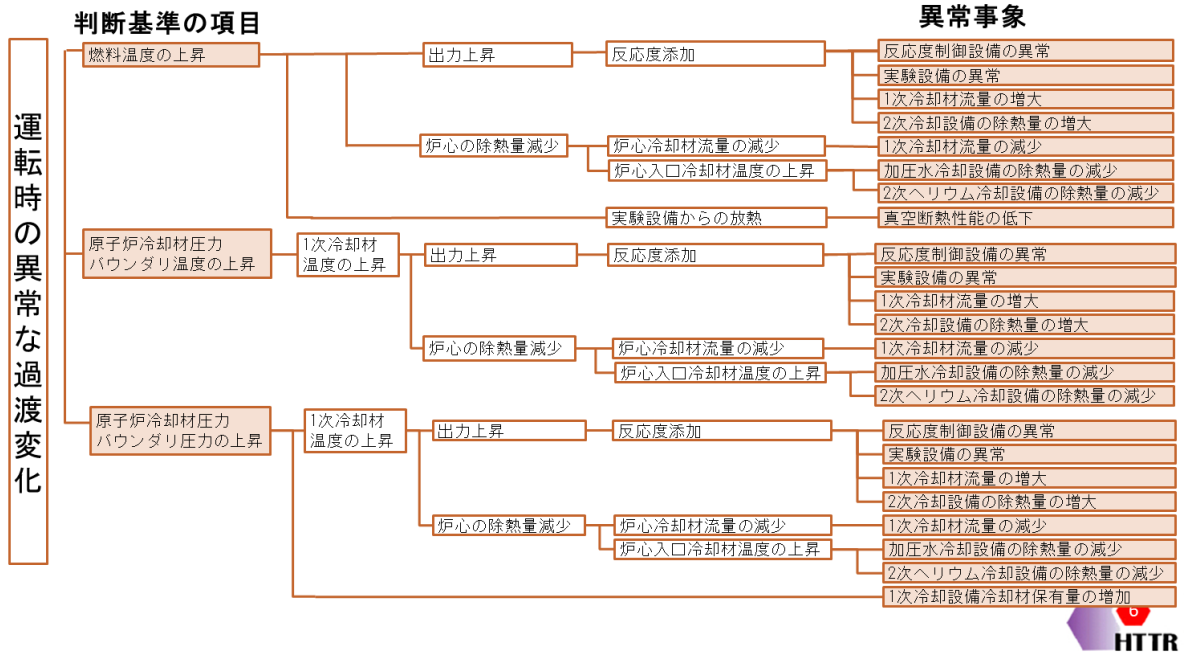 判断基準の項目
異常事象
運転時の異常な過渡変化
燃料温度の上昇
出力上昇
反応度添加
反応度制御設備の異常
実験設備の異常
1次冷却材流量の増大
2次冷却設備の除熱量の増大
炉心の除熱量減少
炉心冷却材流量の減少
1次冷却材流量の減少
炉心入口冷却材温度の上昇
加圧水冷却設備の除熱量の減少
2次ヘリウム冷却設備の除熱量の減少
実験設備からの放熱
真空断熱性能の低下
原子炉冷却材圧力
バウンダリ温度の上昇
1次冷却材
温度の上昇
出力上昇
反応度添加
反応度制御設備の異常
実験設備の異常
1次冷却材流量の増大
2次冷却設備の除熱量の増大
炉心の除熱量減少
炉心冷却材流量の減少
1次冷却材流量の減少
炉心入口冷却材温度の上昇
加圧水冷却設備の除熱量の減少
2次ヘリウム冷却設備の除熱量の減少
原子炉冷却材圧力
バウンダリ圧力の上昇
1次冷却材
温度の上昇
出力上昇
反応度添加
反応度制御設備の異常
実験設備の異常
1次冷却材流量の増大
2次冷却設備の除熱量の増大
炉心の除熱量減少
炉心冷却材流量の減少
1次冷却材流量の減少
炉心入口冷却材温度の上昇
加圧水冷却設備の除熱量の減少
2次ヘリウム冷却設備の除熱量の減少
1次冷却設備冷却材保有量の増加
6
HTTR